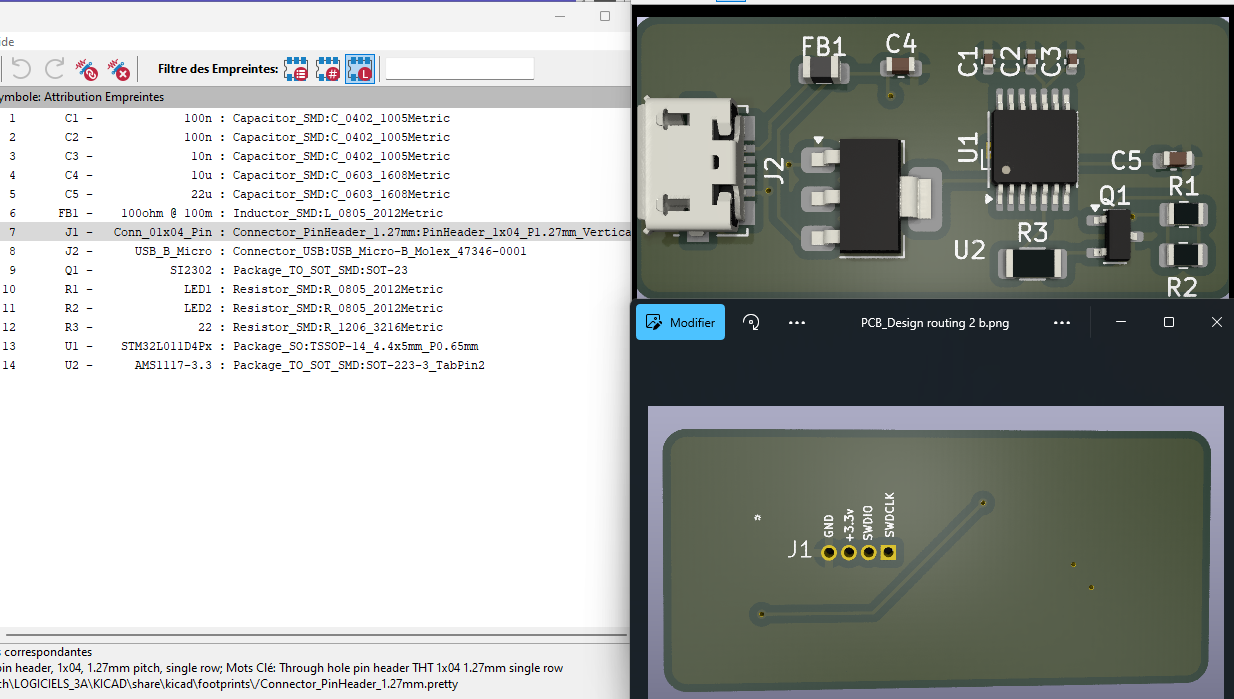 ide
Filtre des Empreintes:
ymbole: Attribution Empreintes
1 C1 - 100n : Capacitor_SMD:C_0402_1005Metric
2 C2 - 100n : Capacitor_SMD:C_0402_1005Metric
3 C3 - 10n : Capacitor_SMD:C_0402_1005Metric
4 C4 - 10u : Capacitor_SMD:C_0603_1608Metric
5 C5 - 22u : Capacitor_SMD:C_0603_1608Metric
6 FB1 - 100ohm @ 100m : Inductor_SMD:L_0805_2012Metric
7 J1 - Conn_01x04_Pin : Connector_PinHeader_1.27mm:PinHeader_1x04_P1.27mm_Vertica
8 J2 - USB_B_Micro : Connector_USB:USB_Micro-B_Molex_47346-0001
9 Q1 - SI2302 : Package_TO_SOT_SMD:SOT-23
10 R1 - LED1 : Resistor_SMD:R_0805_2012Metric
11 R2 - LED2 : Resistor_SMD:R_0805_2012Metric
12 R3 - 22 : Resistor_SMD:R_1206_3216Metric
13 U1 - STM32L011D4Px : Package_SO:TSSOP-14_4.4x5mm_P0.65mm
14 U2 - AMS1117-3.3 : Package_TO_SOT_SMD:SOT-223-3_TabPin2
s correspondantes
pin header, 1x04, 1.27mm pitch, single row; Mots Clé: Through hole pin header THT 1x04 1.27mm single row
ch\LOGICIELS_3A\KICAD\share\kicad\footprints\/Connector_PinHeader_1.27mm.pretty
FB1
C4
C1
C2
C3
J2
U1
C5
R1
Q1
U2
R3
R2
Modifier
PCB_Design routing 2 b.png
J1
GND
+3.3v
SWDIO
SWDCLK